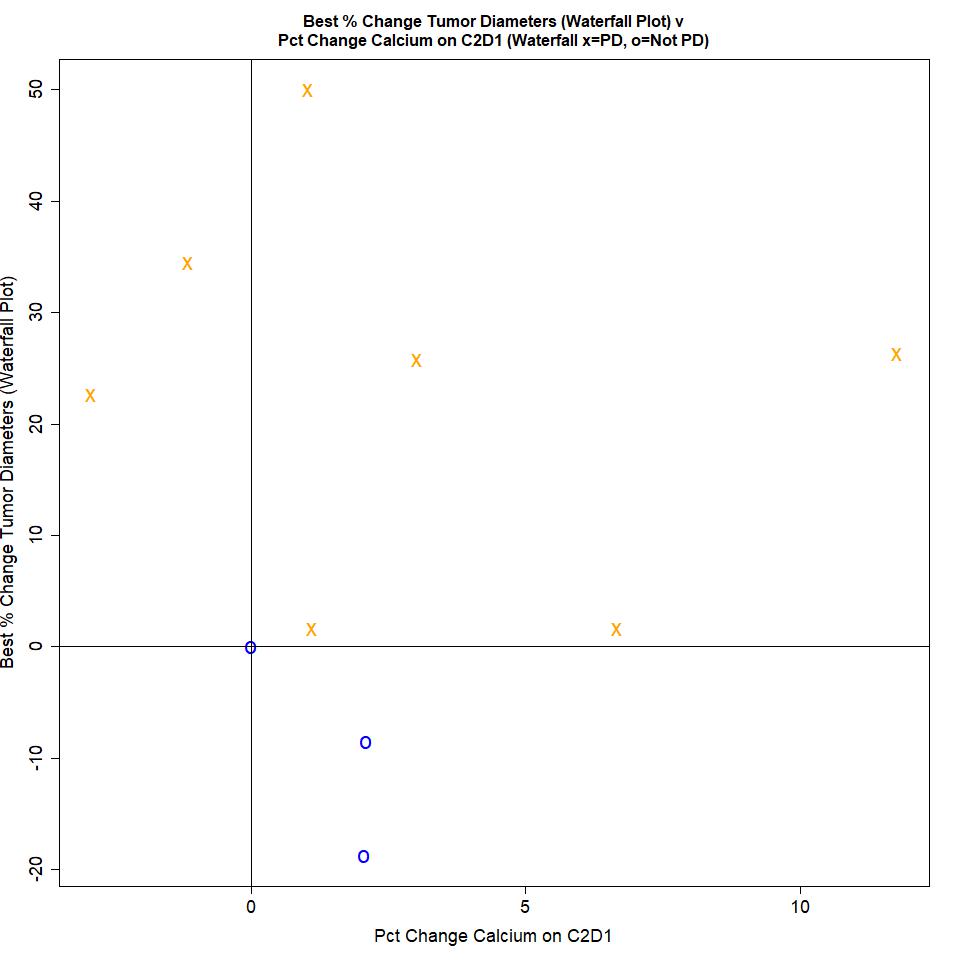 Best % Change Tumor Diameters (Waterfall Plot) v
Pct Change Calcium on C2D1 (Waterfall x=PD, o=Not PD)
Best % Change Tumor Diameters (Waterfall Plot)
50
40
30
20
10
0
-10
-20
X
X
X
X
X
X
X
O
O
O
0
5
10
Pct Change Calcium on C2D1